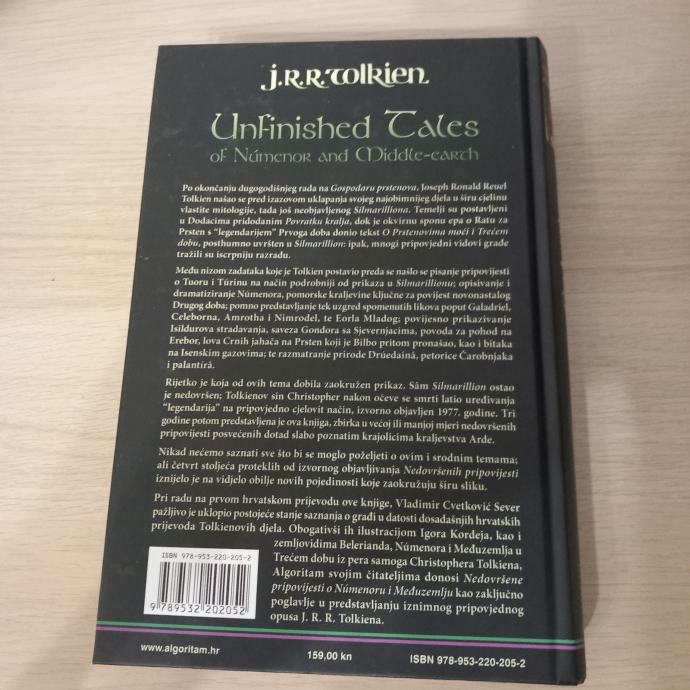 J.R.R. Tolkien
Unfinished Tales
of Númenor and Middle-earth
Po okončanju dugogodišnjeg rada na Gospodaru prstenova, Joseph Ronald Reuel
Tolkien našao se pred izazovom uklapanja svojeg najobimnijeg djela u širu cjelinu
vlastite mitologije, tada još neobjavljenog Silmarilliona. Temelji su postavljeni
u Dodacima pridodanim Povratku kralja, dok je okvirnu sponu epa o Ratu za
Prsten s "legendarijem" Prvoga doba donio tekst O Prstenovima moći i Trećem
dobu, posthumno uvršten u Silmarillion: ipak, mnogi pripovjedni vidovi građe
tražili su iscrpniju razradu.
Među nizom zadataka koje je Tolkien postavio preda se našlo se pisanje pripovijesti
o Tuoru i Túrinu na način podrobniji od prikaza u Silmarillionu; opisivanje i
dramatiziranje Númenora, pomorske kraljevine ključne za povijest novonastalog
Drugog doba; pomno predstavljanje tek uzgred spomenutih likova poput Galadriel,
Celeborna, Amrotha i Nimrodel, te Eorla Mladog; povijesno prikazivanje
Isildurova stradavanja, saveza Gondora sa Sjevernjacima, povoda za pohod na
Erebor, lova Crnih jahača na Prsten koji je Bilbo pritom pronašao, kao i bitaka
na Isenskim gazovima; te razmatranje prirode Drúedainâ, petorice Čarobnjaka
i palantírâ.
Rijetko je koja od ovih tema dobila zaokružen prikaz. Sâm Silmarillion ostao
je nedovršen; Tolkienov sin Christopher nakon očeve se smrti latio uređivanja
"legendarija" na pripovjedno cjelovit način, izvorno objavljen 1977. godine. Tri
godine potom predstavljena je ova knjiga, zbirka u većoj ili manjoj mjeri nedovršenih
pripovijesti posvećenih dotad slabo poznatim krajolicima kraljevstva Arde.
Nikad nećemo saznati sve što bi se moglo poželjeti o ovim i srodnim temama;
ali četvrt stoljeća proteklih od izvornog objavljivanja Nedovršenih pripovijesti
iznijelo je na vidjelo obilje novih pojedinosti koje zaokružuju širu sliku.
Pri radu na prvom hrvatskom prijevodu ove knjige, Vladimir Cvetković Sever
pažljivo je uklopio postojeće stanje saznanja o građi u datosti dosadašnjih hrvatskih
prijevoda Tolkienovih djela. Obogativši ih ilustracijom Igora Kordeja, kao i
zemljovidima Belerianda, Númenora i Međuzemlja u
Trećem dobu iz pera samoga Christophera Tolkiena,
Algoritam svojim čitateljima donosi Nedovršene
pripovijesti o Númenoru i Međuzemlju kao zaključno
poglavlje u predstavljanju iznimnog pripovjednog
opusa J. R. R. Tolkiena.
ISBN 978-953-220-205-2
9 789532 202052
www.algoritam.hr
159,00 kn
ISBN 978-953-220-205-2